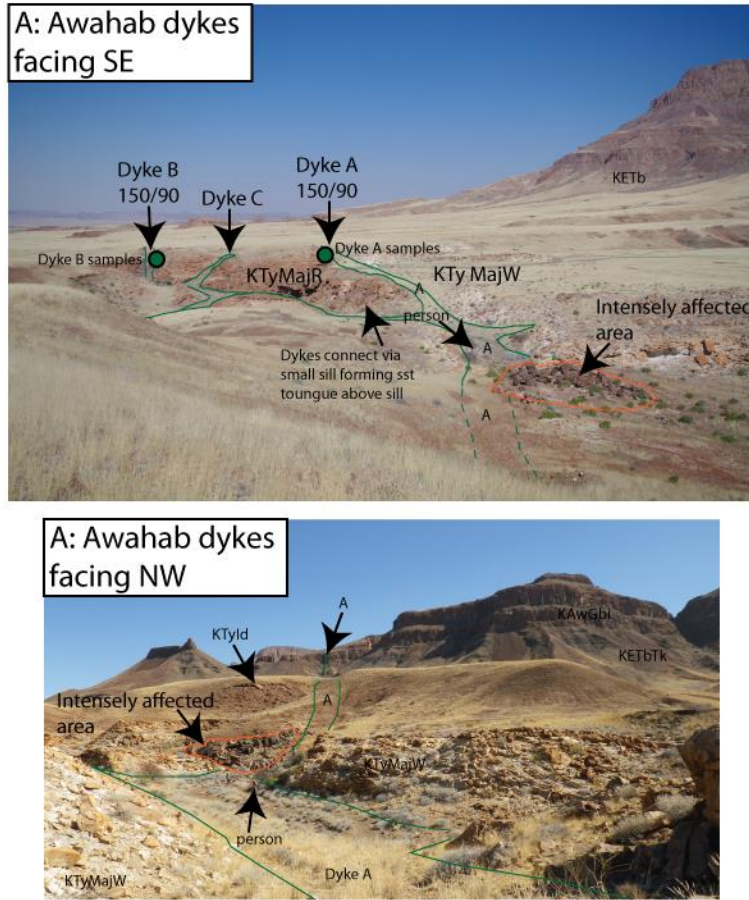 A: Awahab dykes
facing SE
KETb
Dyke B
150/90
Dyke C
Dyke A
150/90
Dyke B samples
Dyke A samples
KTyMajR
KTy MajW
A
person
A
Intensely affected
area
Dykes connect via
small sill forming sst
toungue above sill
A
A: Awahab dykes
facing NW
A
KTyld
KAwGbi
KETbTk
Intensely affected
area
A
KTyMajW
person
KTyMajW
Dyke A